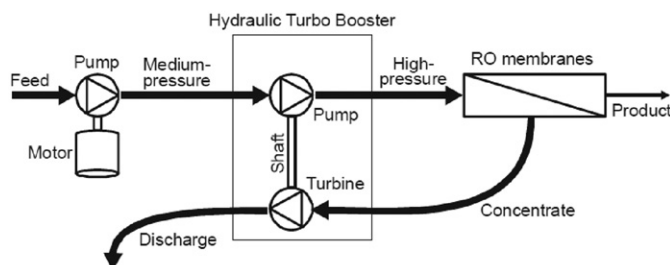 Hydraulic Turbo Booster
Pump
Medium-
pressure
High-
pressure
RO membranes
Feed
Pump
Product
Motor
Shaft
Turbine
Concentrate
Discharge